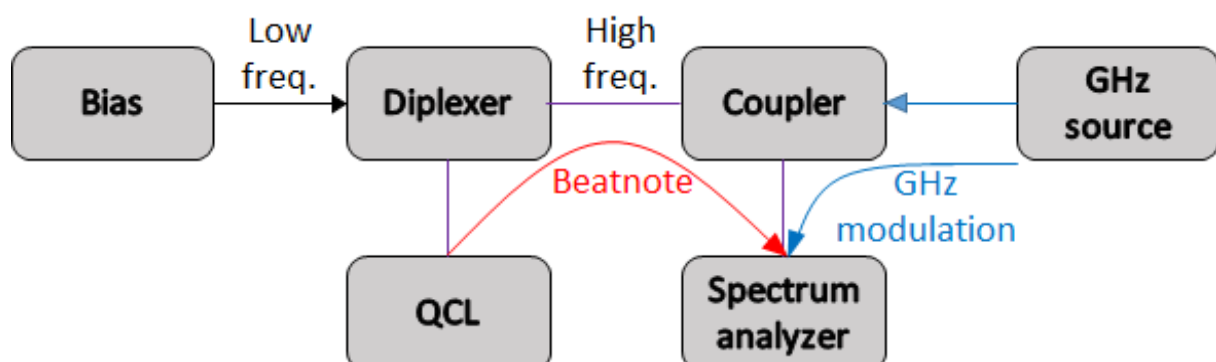 Low
freq.
High
freq.
Bias
Diplexer
Coupler
GHz
source
Beatnote
GHz
modulation
QCL
Spectrum
analyzer